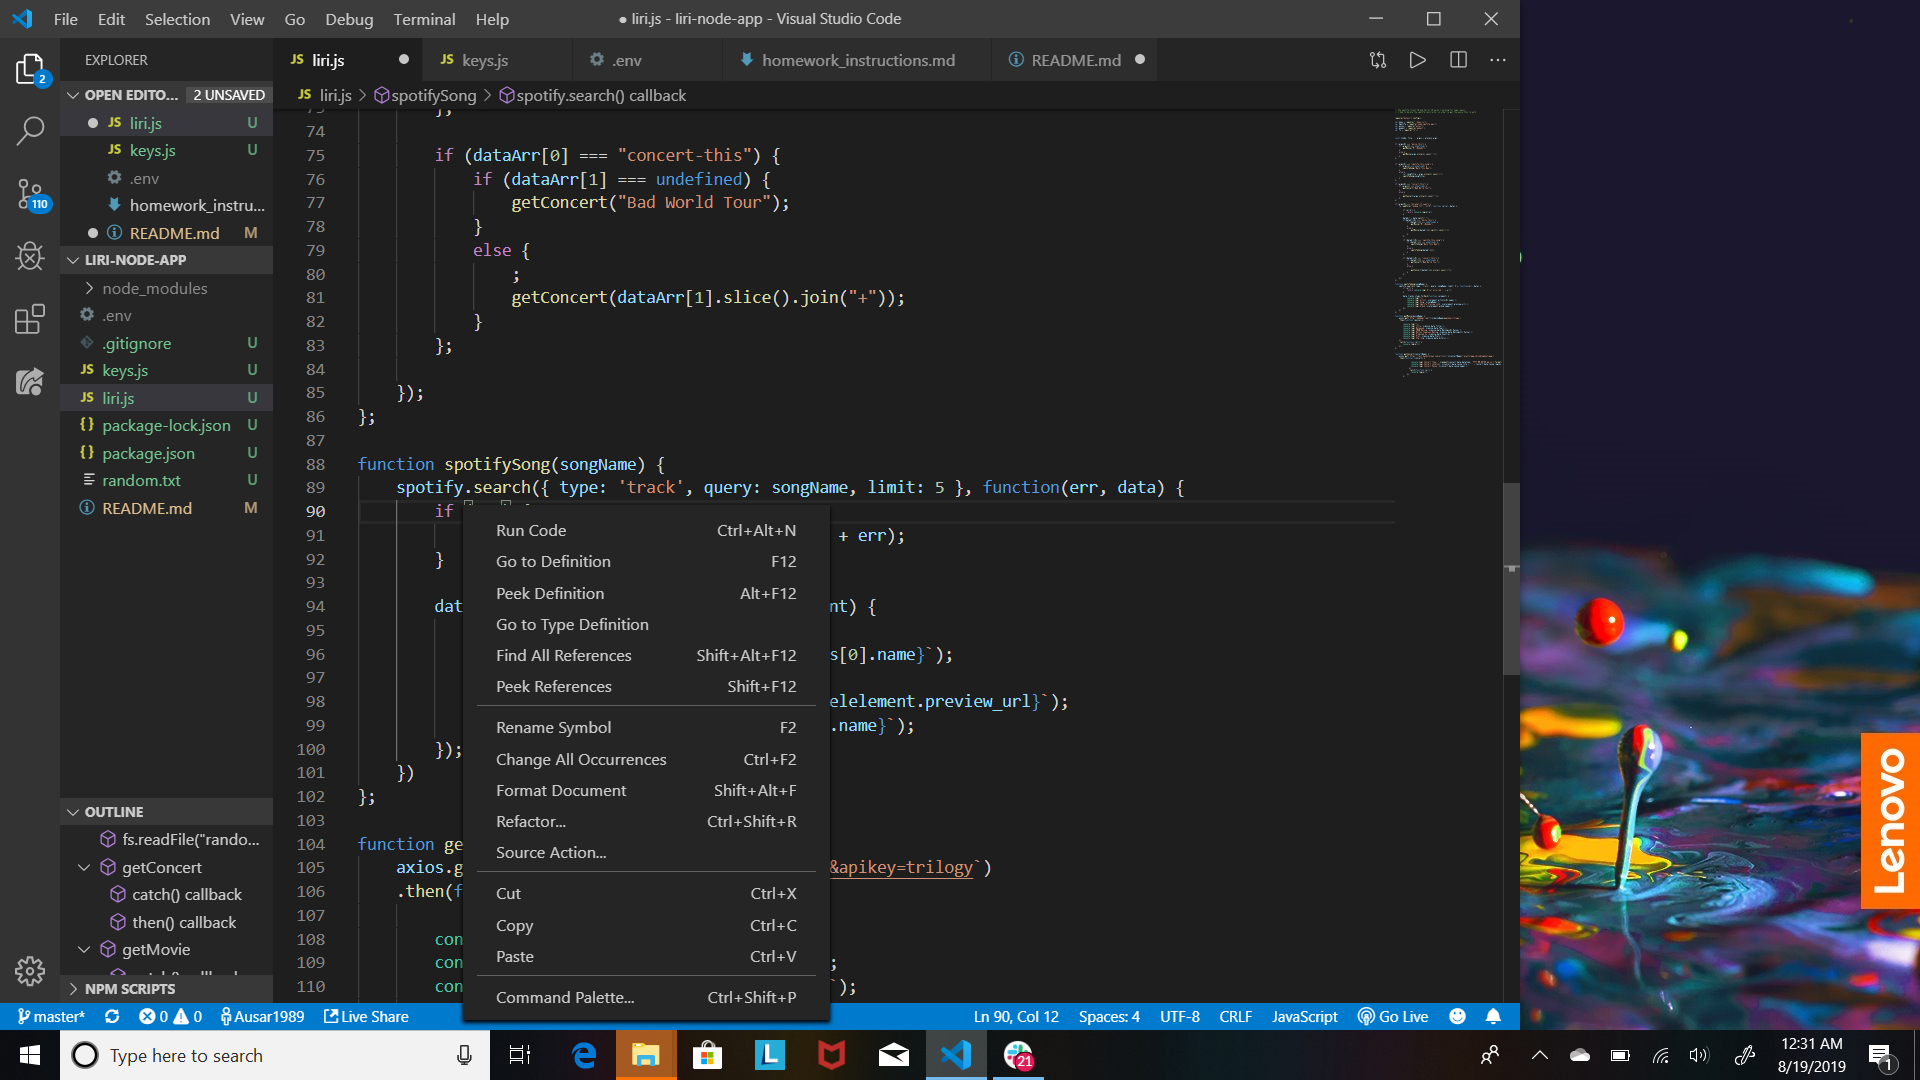 File Edit Selection View Go Debug Terminal Help
● liri.js - liri-node-app - Visual Studio Code
EXPLORER
JS liri.js
JS keys.js
.env
homework_instructions.md
README.md
OPEN EDITO... 2 UNSAVED
JS liri.js U
JS keys.js U
.env
homework_instru...
README.md M
LIRI-NODE-APP
node_modules
.env
.gitignore U
JS keys.js U
JS liri.js U
{} package-lock.json U
{} package.json U
random.txt U
README.md M
OUTLINE
fs.readFile("rando...
getConcert
catch() callback
then() callback
getMovie
NPM SCRIPTS
2
110
JS liri.js > spotifySong > spotify.search() callback
74
75 if (dataArr[0] === "concert-this") {
76 if (dataArr[1] === undefined) {
77 getConcert("Bad World Tour");
78 }
79 else {
80 ;
81 getConcert(dataArr[1].slice().join("+"));
82 }
83 };
84
85 });
86 };
87
88 function spotifySong(songName) {
89 spotify.search({ type: 'track', query: songName, limit: 5 }, function(err, data) {
90 if
91 + err);
92 }
93
94 dat nt) {
95
96 s[0].name}`);
97
98 elelement.preview_url}`);
99 .name}`);
100 });
101 })
102 };
103
104 function ge
105 axios.g &apikey=trilogy`)
106 .then(f
107
108 con
109 con ;
110 con `);
Run Code Ctrl+Alt+N
Go to Definition F12
Peek Definition Alt+F12
Go to Type Definition
Find All References Shift+Alt+F12
Peek References Shift+F12
Rename Symbol F2
Change All Occurrences Ctrl+F2
Format Document Shift+Alt+F
Refactor... Ctrl+Shift+R
Source Action...
Cut Ctrl+X
Copy Ctrl+C
Paste Ctrl+V
Command Palette... Ctrl+Shift+P
master* 0 0 Ausar1989 Live Share
Ln 90, Col 12 Spaces: 4 UTF-8 CRLF JavaScript Go Live
Lenovo
Type here to search
L
21
12:31 AM
8/19/2019
1